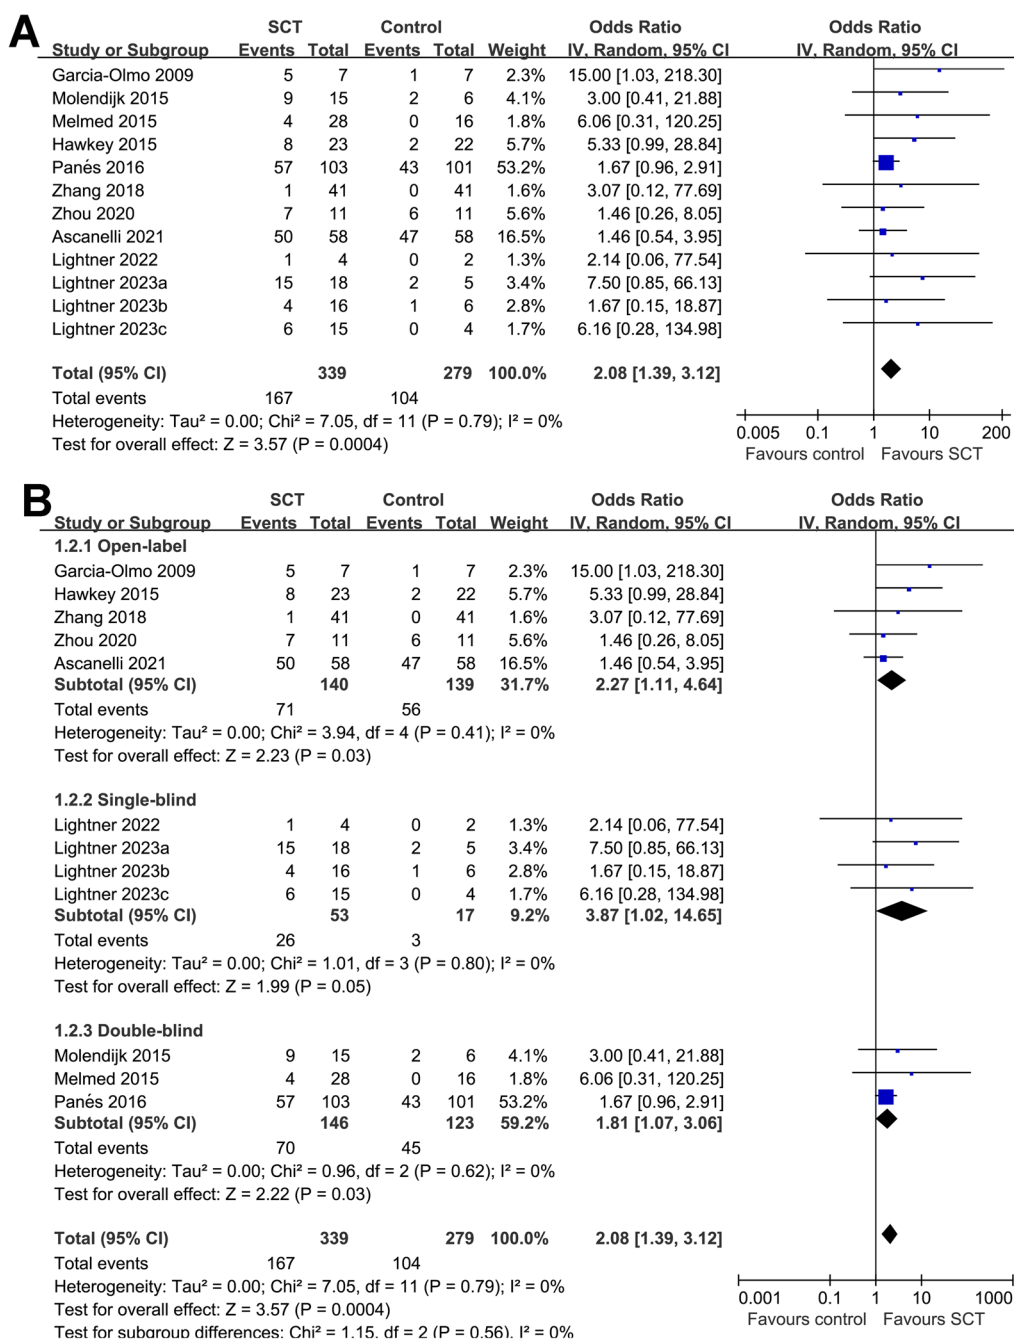 A
SCT Control Odds Ratio Odds Ratio
Study or Subgroup Events Total Events Total Weight IV, Random, 95% CI IV, Random, 95% CI
Garcia-Olmo 2009 5 7 1 7 2.3% 15.00 [1.03, 218.30]
Molendijk 2015 9 15 2 6 4.1% 3.00 [0.41, 21.88]
Melmed 2015 4 28 0 16 1.8% 6.06 [0.31, 120.25]
Hawkey 2015 8 23 2 22 5.7% 5.33 [0.99, 28.84]
Panés 2016 57 103 43 101 53.2% 1.67 [0.96, 2.91]
Zhang 2018 1 41 0 41 1.6% 3.07 [0.12, 77.69]
Zhou 2020 7 11 6 11 5.6% 1.46 [0.26, 8.05]
Ascanelli 2021 50 58 47 58 16.5% 1.46 [0.54, 3.95]
Lightner 2022 1 4 0 2 1.3% 2.14 [0.06, 77.54]
Lightner 2023a 15 18 2 5 3.4% 7.50 [0.85, 66.13]
Lightner 2023b 4 16 1 6 2.8% 1.67 [0.15, 18.87]
Lightner 2023c 6 15 0 4 1.7% 6.16 [0.28, 134.98]
Total (95% CI) 339 279 100.0% 2.08 [1.39, 3.12]
Total events 167 104
Heterogeneity: Tau² = 0.00; Chi² = 7.05, df = 11 (P = 0.79); I² = 0%
Test for overall effect: Z = 3.57 (P = 0.0004)
0.005 0.1 1 10 200
Favours control Favours SCT
B
SCT Control Odds Ratio Odds Ratio
Study or Subgroup Events Total Events Total Weight IV, Random, 95% CI IV, Random, 95% CI
1.2.1 Open-label
Garcia-Olmo 2009 5 7 1 7 2.3% 15.00 [1.03, 218.30]
Hawkey 2015 8 23 2 22 5.7% 5.33 [0.99, 28.84]
Zhang 2018 1 41 0 41 1.6% 3.07 [0.12, 77.69]
Zhou 2020 7 11 6 11 5.6% 1.46 [0.26, 8.05]
Ascanelli 2021 50 58 47 58 16.5% 1.46 [0.54, 3.95]
Subtotal (95% CI) 140 139 31.7% 2.27 [1.11, 4.64]
Total events 71 56
Heterogeneity: Tau² = 0.00; Chi² = 3.94, df = 4 (P = 0.41); I² = 0%
Test for overall effect: Z = 2.23 (P = 0.03)
1.2.2 Single-blind
Lightner 2022 1 4 0 2 1.3% 2.14 [0.06, 77.54]
Lightner 2023a 15 18 2 5 3.4% 7.50 [0.85, 66.13]
Lightner 2023b 4 16 1 6 2.8% 1.67 [0.15, 18.87]
Lightner 2023c 6 15 0 4 1.7% 6.16 [0.28, 134.98]
Subtotal (95% CI) 53 17 9.2% 3.87 [1.02, 14.65]
Total events 26 3
Heterogeneity: Tau² = 0.00; Chi² = 1.01, df = 3 (P = 0.80); I² = 0%
Test for overall effect: Z = 1.99 (P = 0.05)
1.2.3 Double-blind
Molendijk 2015 9 15 2 6 4.1% 3.00 [0.41, 21.88]
Melmed 2015 4 28 0 16 1.8% 6.06 [0.31, 120.25]
Panés 2016 57 103 43 101 53.2% 1.67 [0.96, 2.91]
Subtotal (95% CI) 146 123 59.2% 1.81 [1.07, 3.06]
Total events 70 45
Heterogeneity: Tau² = 0.00; Chi² = 0.96, df = 2 (P = 0.62); I² = 0%
Test for overall effect: Z = 2.22 (P = 0.03)
Total (95% CI) 339 279 100.0% 2.08 [1.39, 3.12]
Total events 167 104
Heterogeneity: Tau² = 0.00; Chi² = 7.05, df = 11 (P = 0.79); I² = 0%
Test for overall effect: Z = 3.57 (P = 0.0004)
Test for subgroup differences: Chi² = 1.15, df = 2 (P = 0.56), I² = 0%
0.001 0.1 1 10 1000
Favours control Favours SCT